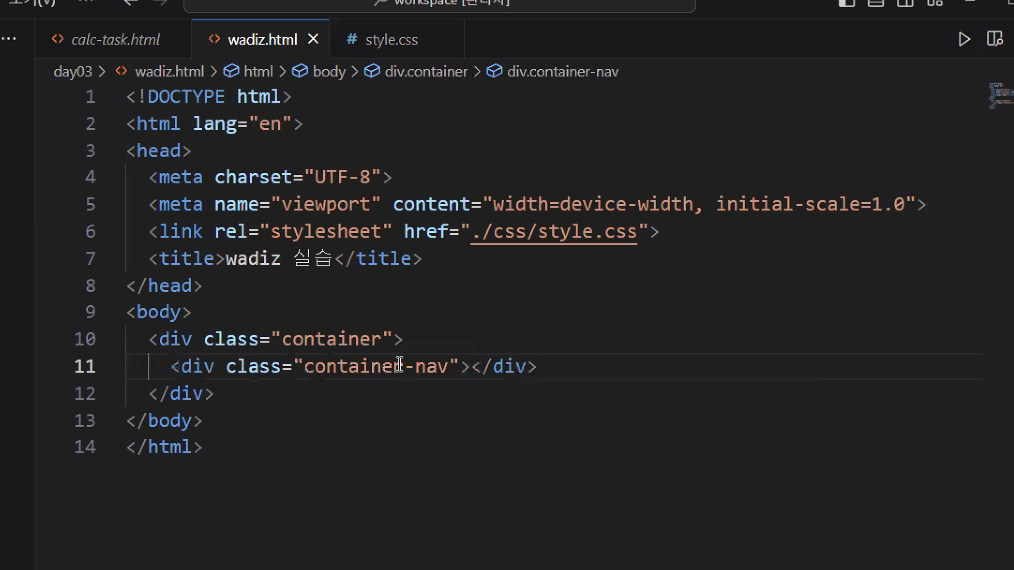 보기(V)
workspace [관리자]
calc-task.html wadiz.html style.css
day03 > wadiz.html > html > body > div.container > div.container-nav
1 <!DOCTYPE html>
2 <html lang="en">
3 <head>
4 <meta charset="UTF-8">
5 <meta name="viewport" content="width=device-width, initial-scale=1.0">
6 <link rel="stylesheet" href="./css/style.css">
7 <title>wadiz 실습</title>
8 </head>
9 <body>
10 <div class="container">
11 <div class="container-nav"></div>
12 </div>
13 </body>
14 </html>